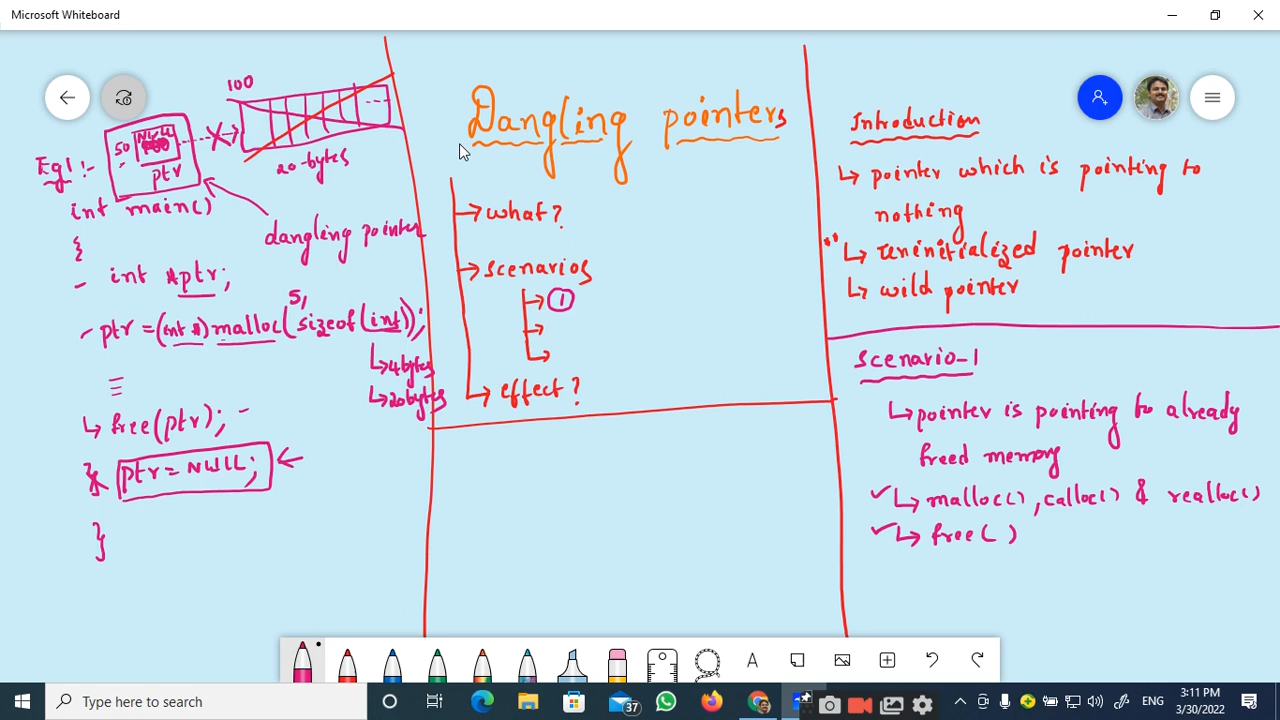 Microsoft Whiteboard
100
50
NULL
ptr
20-bytes
Eg1:-
dangling pointer
int main()
{
int *ptr;
ptr = (int *) malloc(5, sizeof(int));
4bytes
20bytes
free(ptr);
ptr = NULL;
}
Dangling pointers
what?
scenarios
1
effect?
Introduction
pointer which is pointing to
nothing
pointer
wild pointer
Scenario-1
pointer is pointing to already
freed memory
malloc(), calloc() & realloc()
free( )
A
Type here to search
37
ENG
3:11 PM
3/30/2022